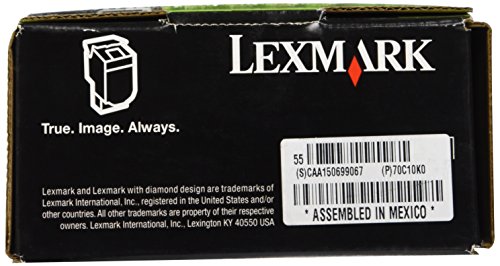 LEXMARK
True. Image. Always.
55
(S)CAA150699067 (P)70C10K0
* ASSEMBLED IN MEXICO *
Lexmark and Lexmark with diamond design are trademarks of
Lexmark International, Inc., registered in the United States and/or
other countries. All other trademarks are property of their respective
owners. Lexmark International, Inc., Lexington KY 40550 USA